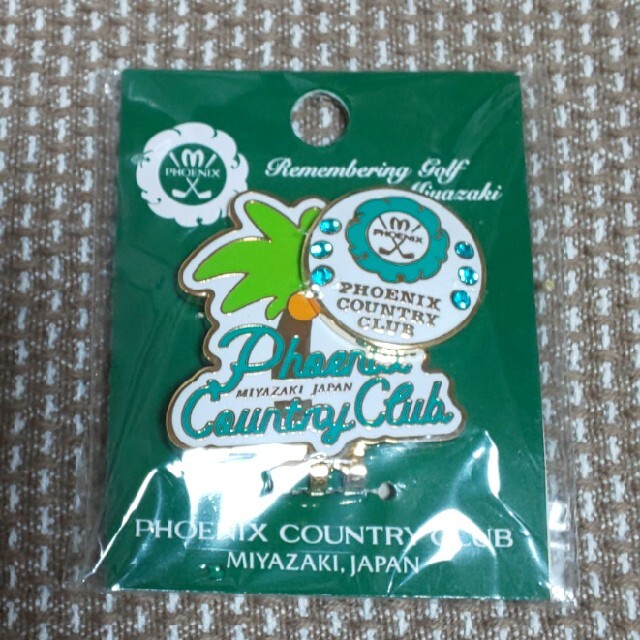 PHOENIX
Remembering Golf
Miyazaki
PHOENIX
PHOENIX
COUNTRY
CLUB
Phoenix
MIYAZAKI JAPAN
Country Club
PHOENIX COUNTRY CLUB
MIYAZAKI, JAPAN